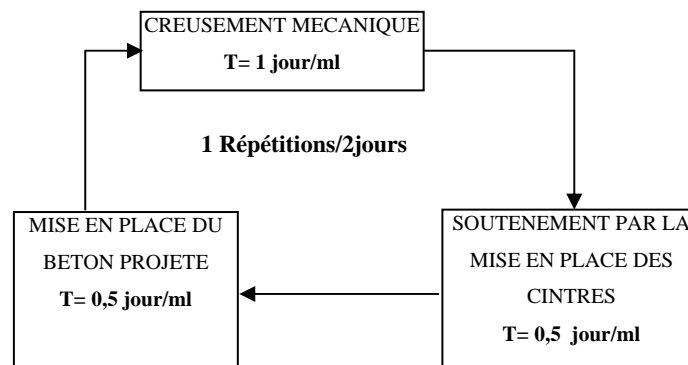 CREUSEMENT MECANIQUE
T= 1 jour/ml
1 Répétitions/2jours
MISE EN PLACE DU
BETON PROJETE
T= 0,5 jour/ml
SOUTENEMENT PAR LA
MISE EN PLACE DES
CINTRES
T= 0,5 jour/ml